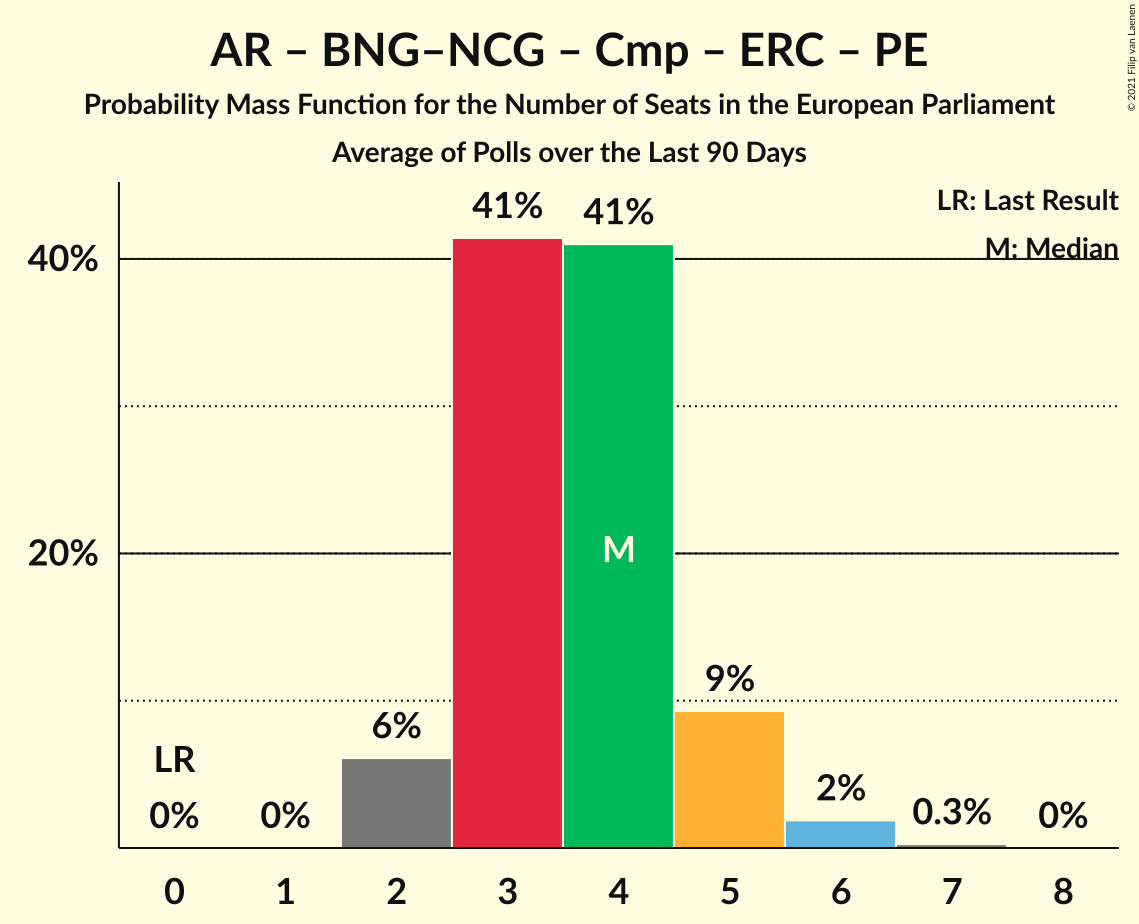 AR – BNG–NCG – Cmp – ERC – PE
Probability Mass Function for the Number of Seats in the European Parliament
Average of Polls over the Last 90 Days
© 2021 Filip van Laenen
LR: Last Result
M: Median
41%
41%
40%
M
20%
9%
6%
LR
2%
0%
0%
0.3%
0%
0
1
2
3
4
5
6
7
8